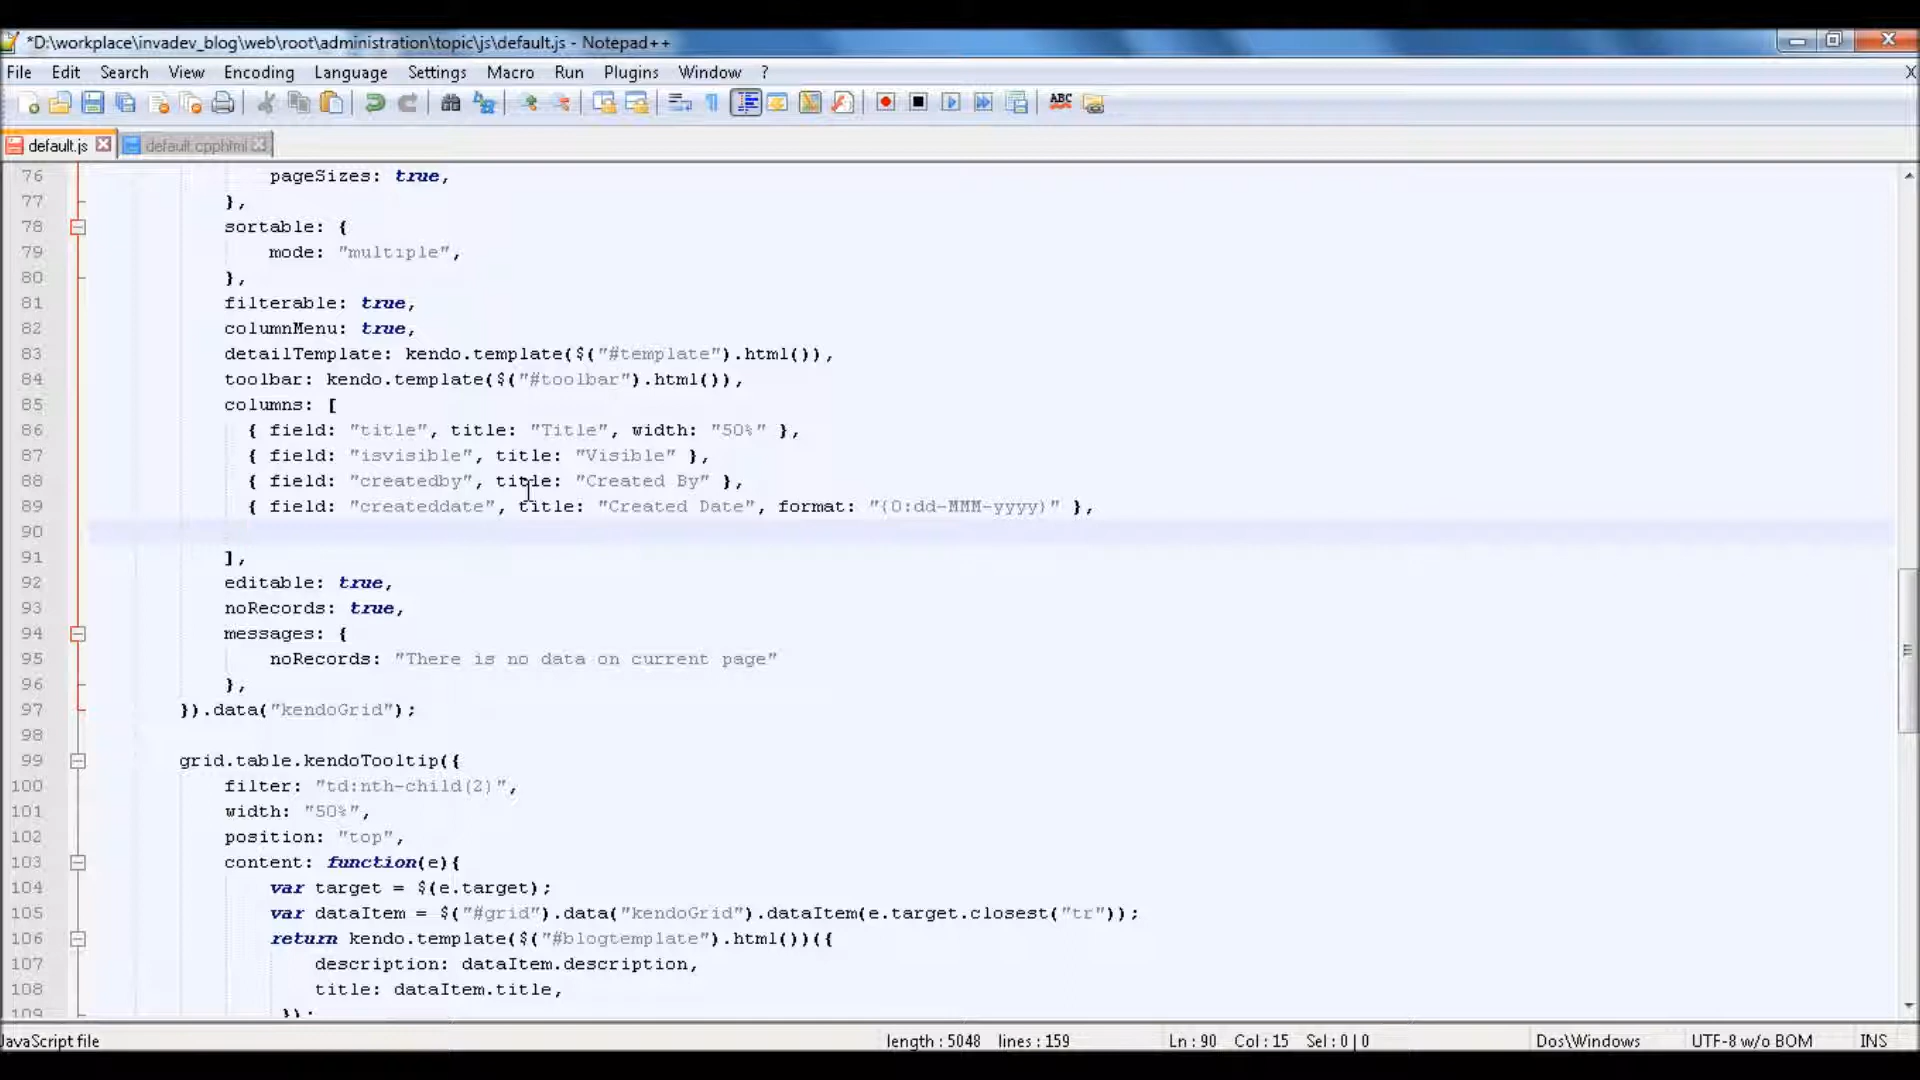 *D:\workplace\invadev_blog\web\root\administration\topic\js\default.js - Notepad++
File Edit Search View Encoding Language Settings Macro Run Plugins Window ? X
ABC
default.js default.cpphtml
76 pageSizes: true,
77 },
78 sortable: {
79 mode: "multiple",
80 },
81 filterable: true,
82 columnMenu: true,
83 detailTemplate: kendo.template($("#template").html()),
84 toolbar: kendo.template($("#toolbar").html()),
85 columns: [
86 { field: "title", title: "Title", width: "50%" },
87 { field: "isvisible", title: "Visible" },
88 { field: "createdby", title: "Created By" },
89 { field: "createddate", title: "Created Date", format: "{0:dd-MMM-yyyy}" },
90
91 ],
92 editable: true,
93 noRecords: true,
94 messages: {
95 noRecords: "There is no data on current page"
96 },
97 }).data("kendoGrid");
98
99 grid.table.kendoTooltip({
100 filter: "td:nth-child(2)",
101 width: "50%",
102 position: "top",
103 content: function(e){
104 var target = $(e.target);
105 var dataItem = $("#grid").data("kendoGrid").dataItem(e.target.closest("tr"));
106 return kendo.template($("#blogtemplate").html())({
107 description: dataItem.description,
108 title: dataItem.title,
109 });
JavaScript file length : 5048 lines : 159 Ln : 90 Col : 15 Sel : 0 | 0 Dos\Windows UTF-8 w/o BOM INS